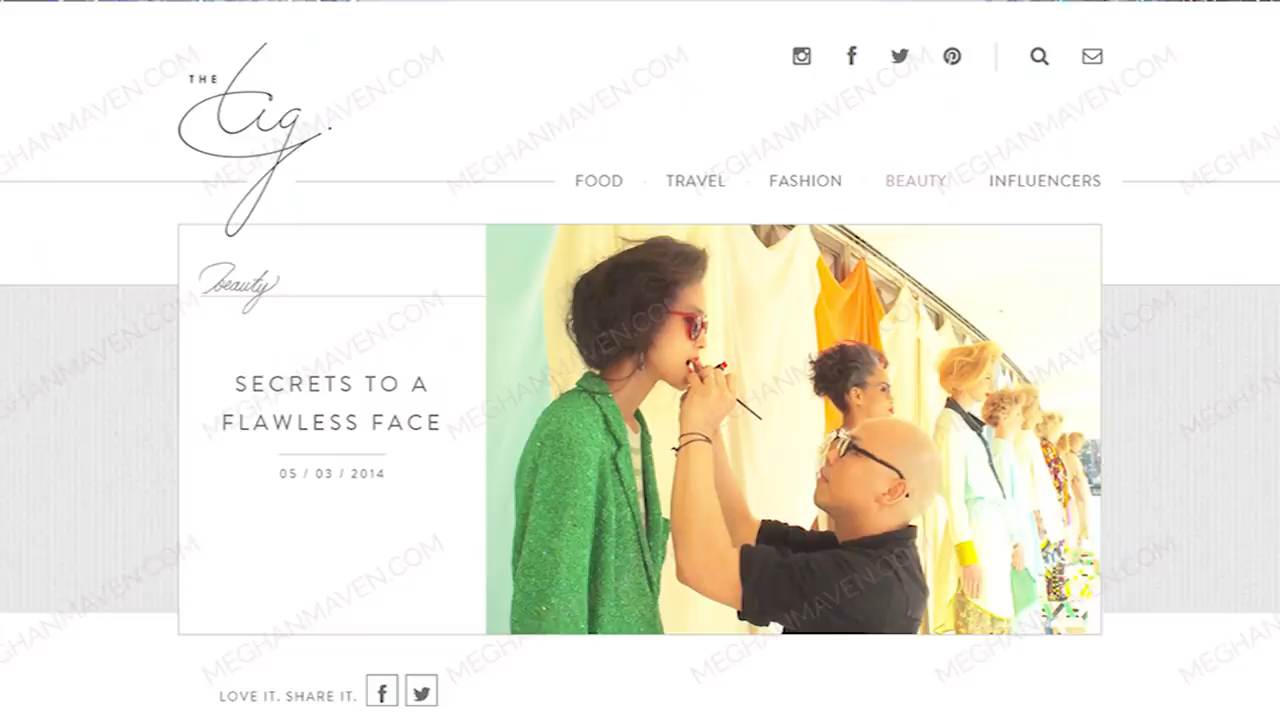 THE
tig.
FOOD TRAVEL FASHION BEAUTY INFLUENCERS
beauty
SECRETS TO A
FLAWLESS FACE
05 / 03 / 2014
LOVE IT. SHARE IT.
MEGHANMAVEN.COM